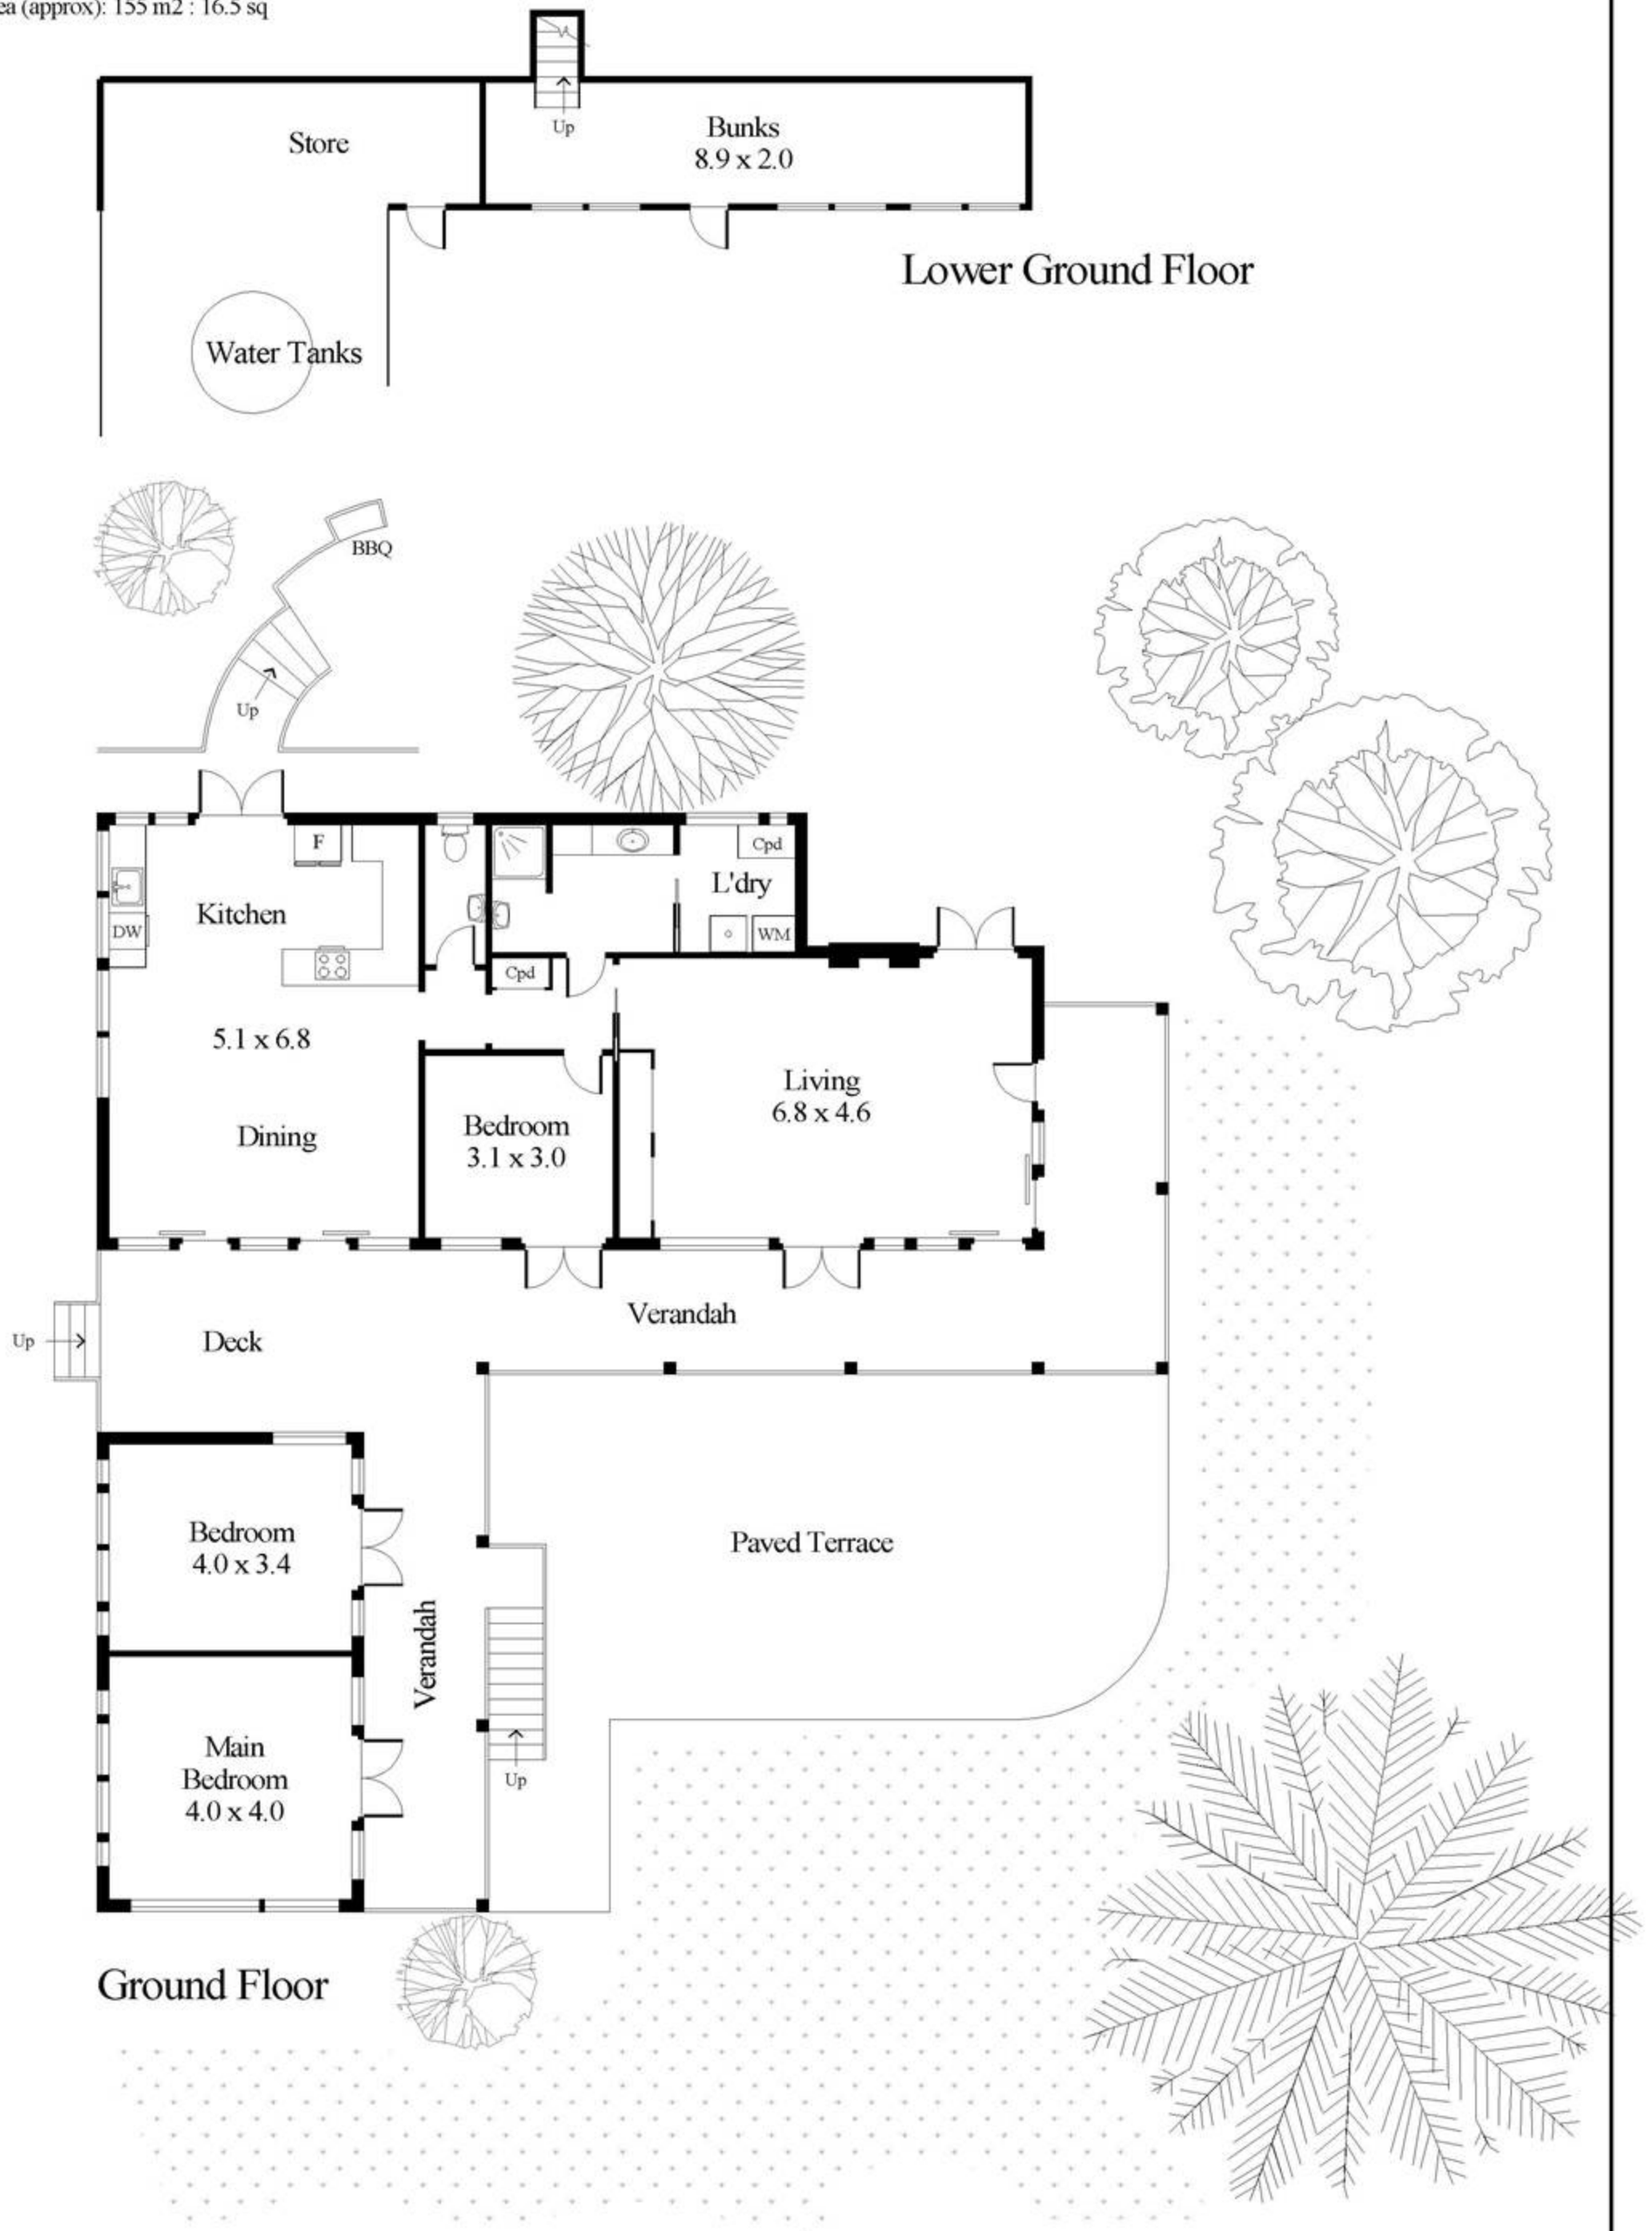 (approx): 155 m2 : 16.5 sq
Store
Up
Bunks
8.9 x 2.0
Lower Ground Floor
Water Tanks
BBQ
Up
F
Cpd
L'dry
Kitchen
DW
WM
Cpd
5.1 x 6.8
Living
6.8 x 4.6
Dining
Bedroom
3.1 x 3.0
Verandah
Up
Deck
Bedroom
4.0 x 3.4
Paved Terrace
Verandah
Main
Bedroom
4.0 x 4.0
Up
Ground Floor